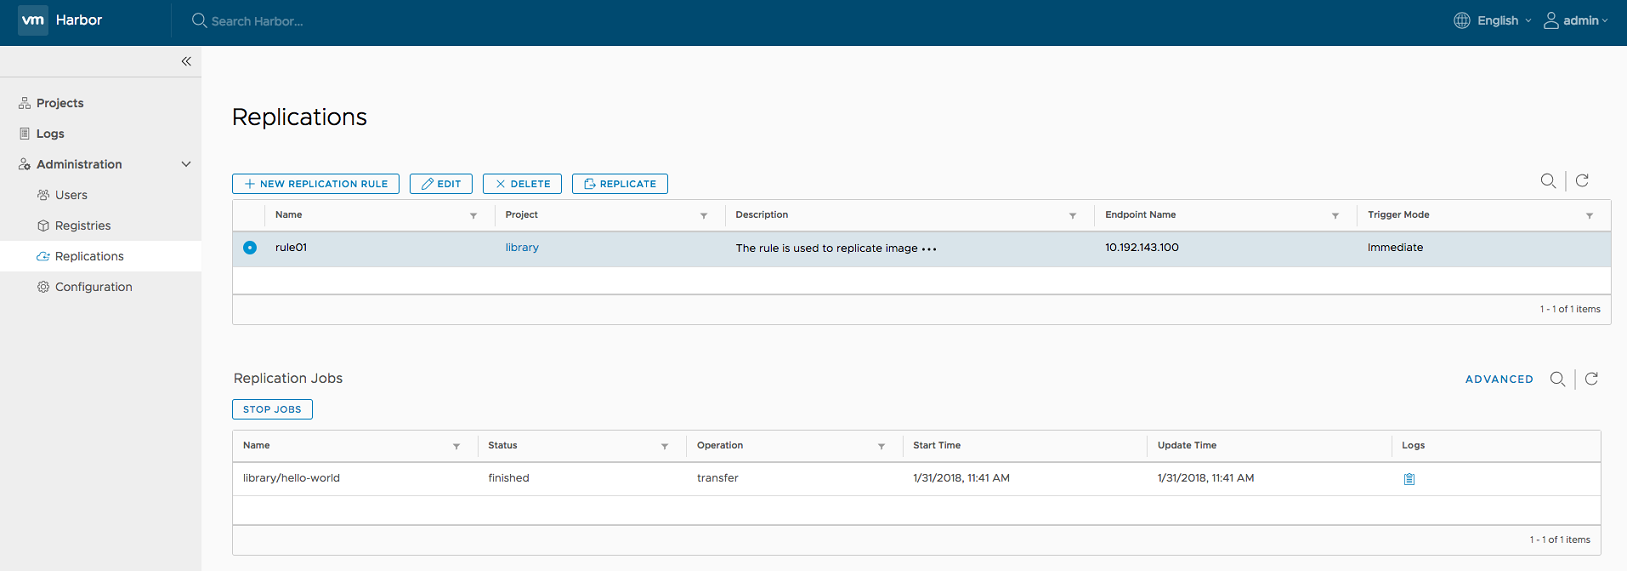 vm Harbor Search Harbor... English admin
Projects
Logs
Administration
Users
Registries
Replications
Configuration
Replications
NEW REPLICATION RULE EDIT DELETE REPLICATE
Name Project Description Endpoint Name Trigger Mode
rule01 library The rule is used to replicate image ••• 10.192.143.100 Immediate
1 - 1 of 1 items
Replication Jobs ADVANCED
STOP JOBS
Name Status Operation Start Time Update Time Logs
library/hello-world finished transfer 1/31/2018, 11:41 AM 1/31/2018, 11:41 AM
1 - 1 of 1 items